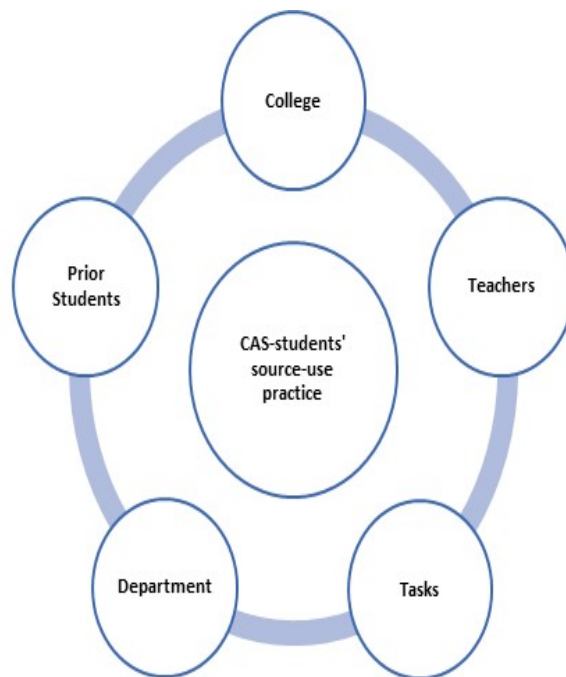 College
Prior
Students
Teachers
CAS-students'
source-use
practice
Department
Tasks